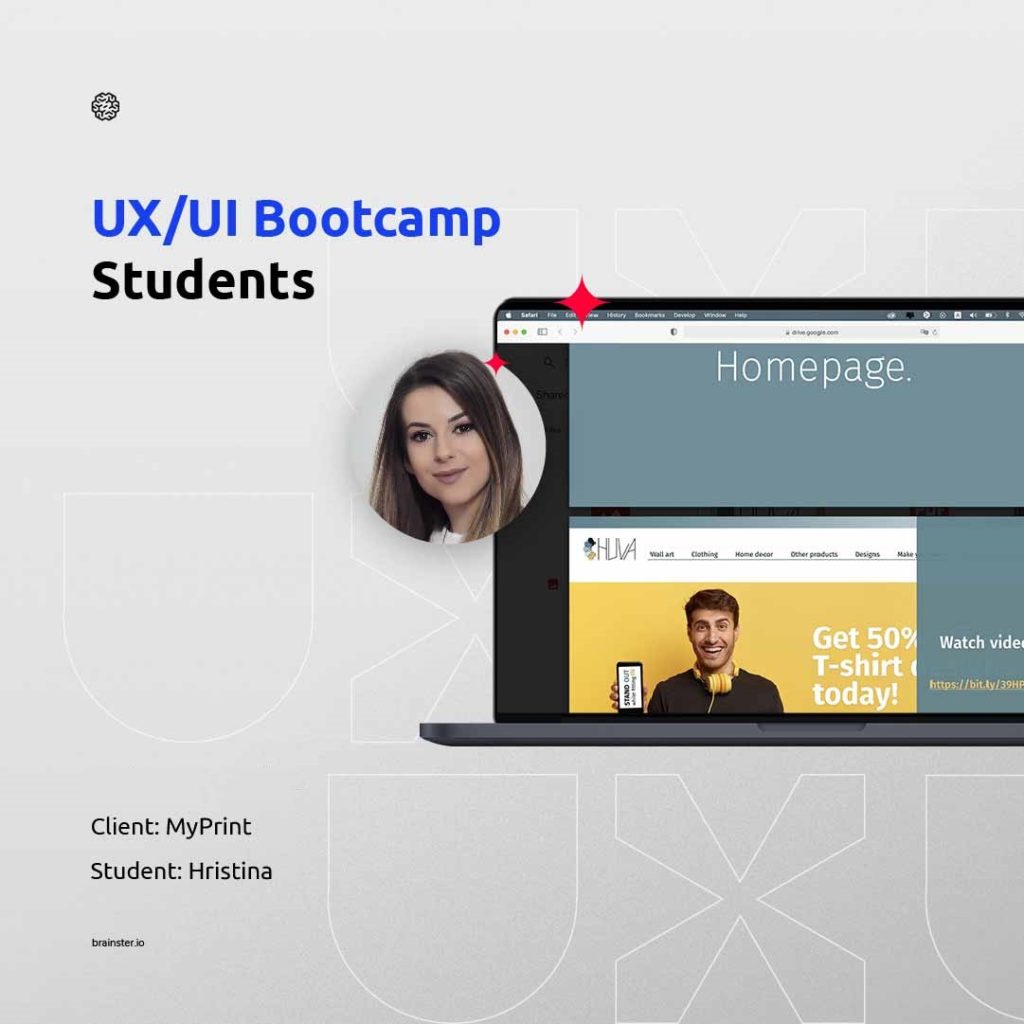 UX/UI Bootcamp
Students
Safari File Edit View History Bookmarks Develop Window Help
drive.google.com
Homepage.
HUVA
Wall art Clothing Home decor Other products Designs Make
Get 50%
T-shirt
today!
STAND OUT
Watch video
https://bit.ly/39HP
Client: MyPrint
Student: Hristina
brainster.io